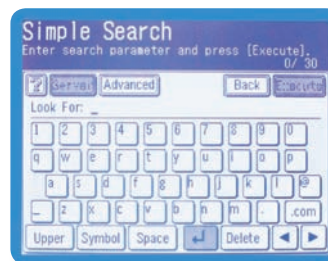 Simple Search
Enter search parameter and press [Execute].
0/ 30
? Server Advanced Back Execute
Look For: _
1 2 3 4 5 6 7 8 9 0
q w e r t y u i o p
a s d f g h j k l @
_ z x c v b n m . .com
Upper Symbol Space ↵ Delete ◀ ▶